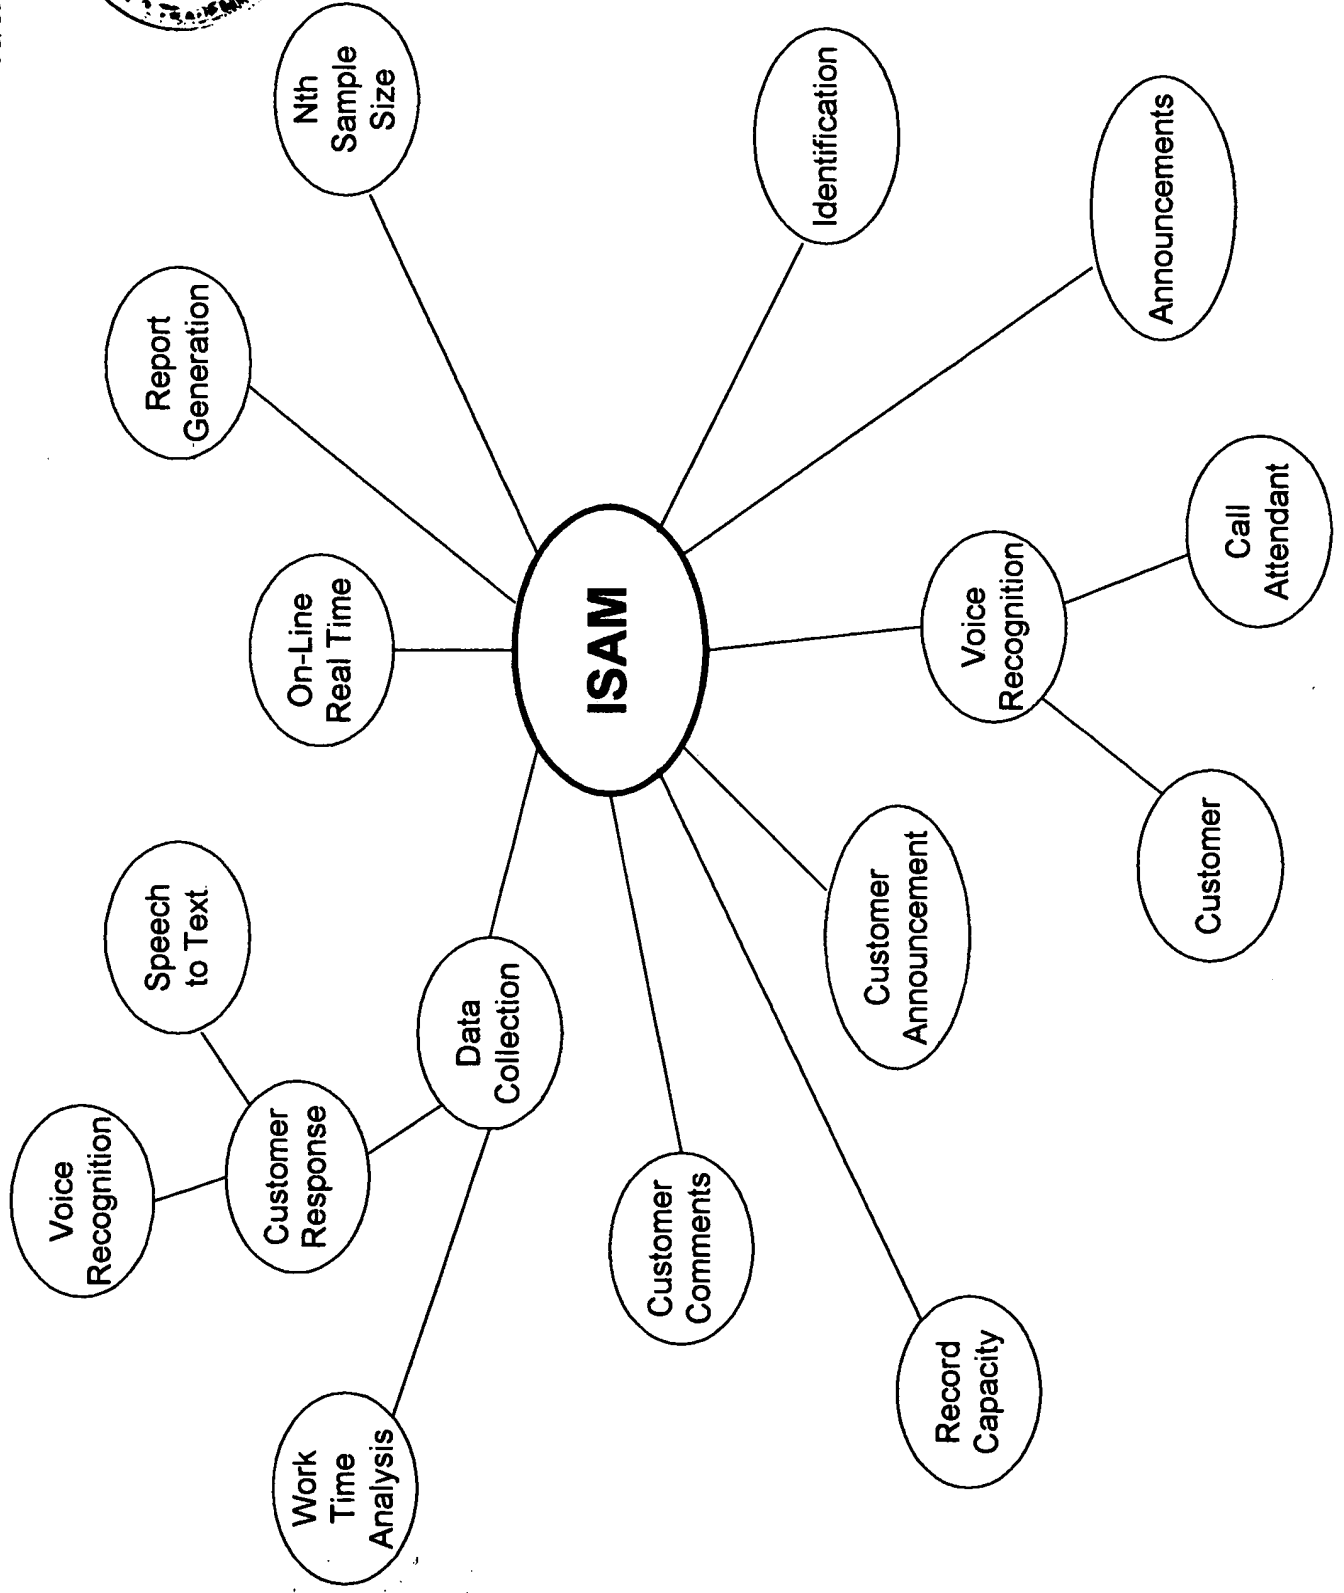 Voice
Recognition
Speech
to Text
Report
Generation
Work
Time
Analysis
Customer
Response
On-Line
Real Time
Nth
Sample
Size
Data
Collection
ISAM
Customer
Comments
Identification
Record
Capacity
Customer
Announcement
Voice
Recognition
Announcements
Customer
Call
Attendant